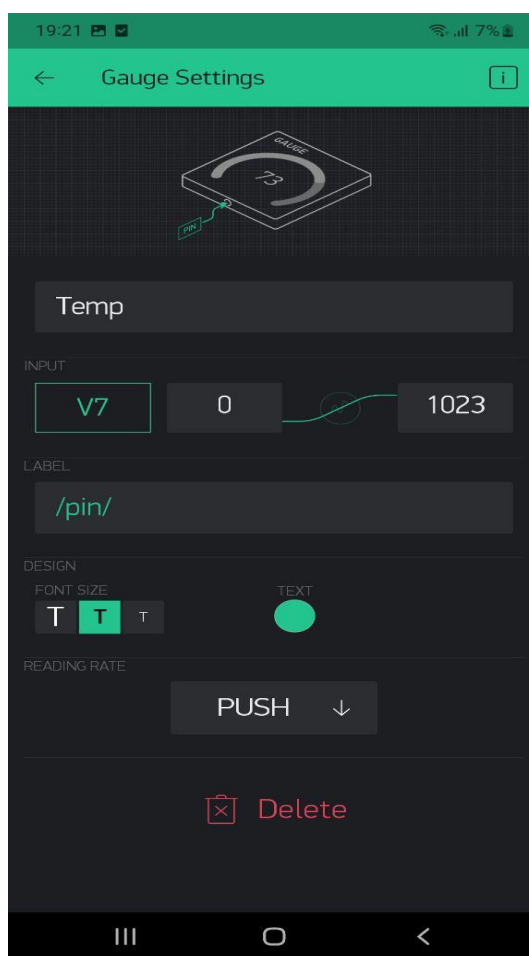 19:21 7%
Gauge Settings i
GAUGE
73
PIN
Temp
INPUT
V7 0 1023
LABEL
/pin/
DESIGN
FONT SIZE TEXT
T T T
READING RATE
PUSH
Delete